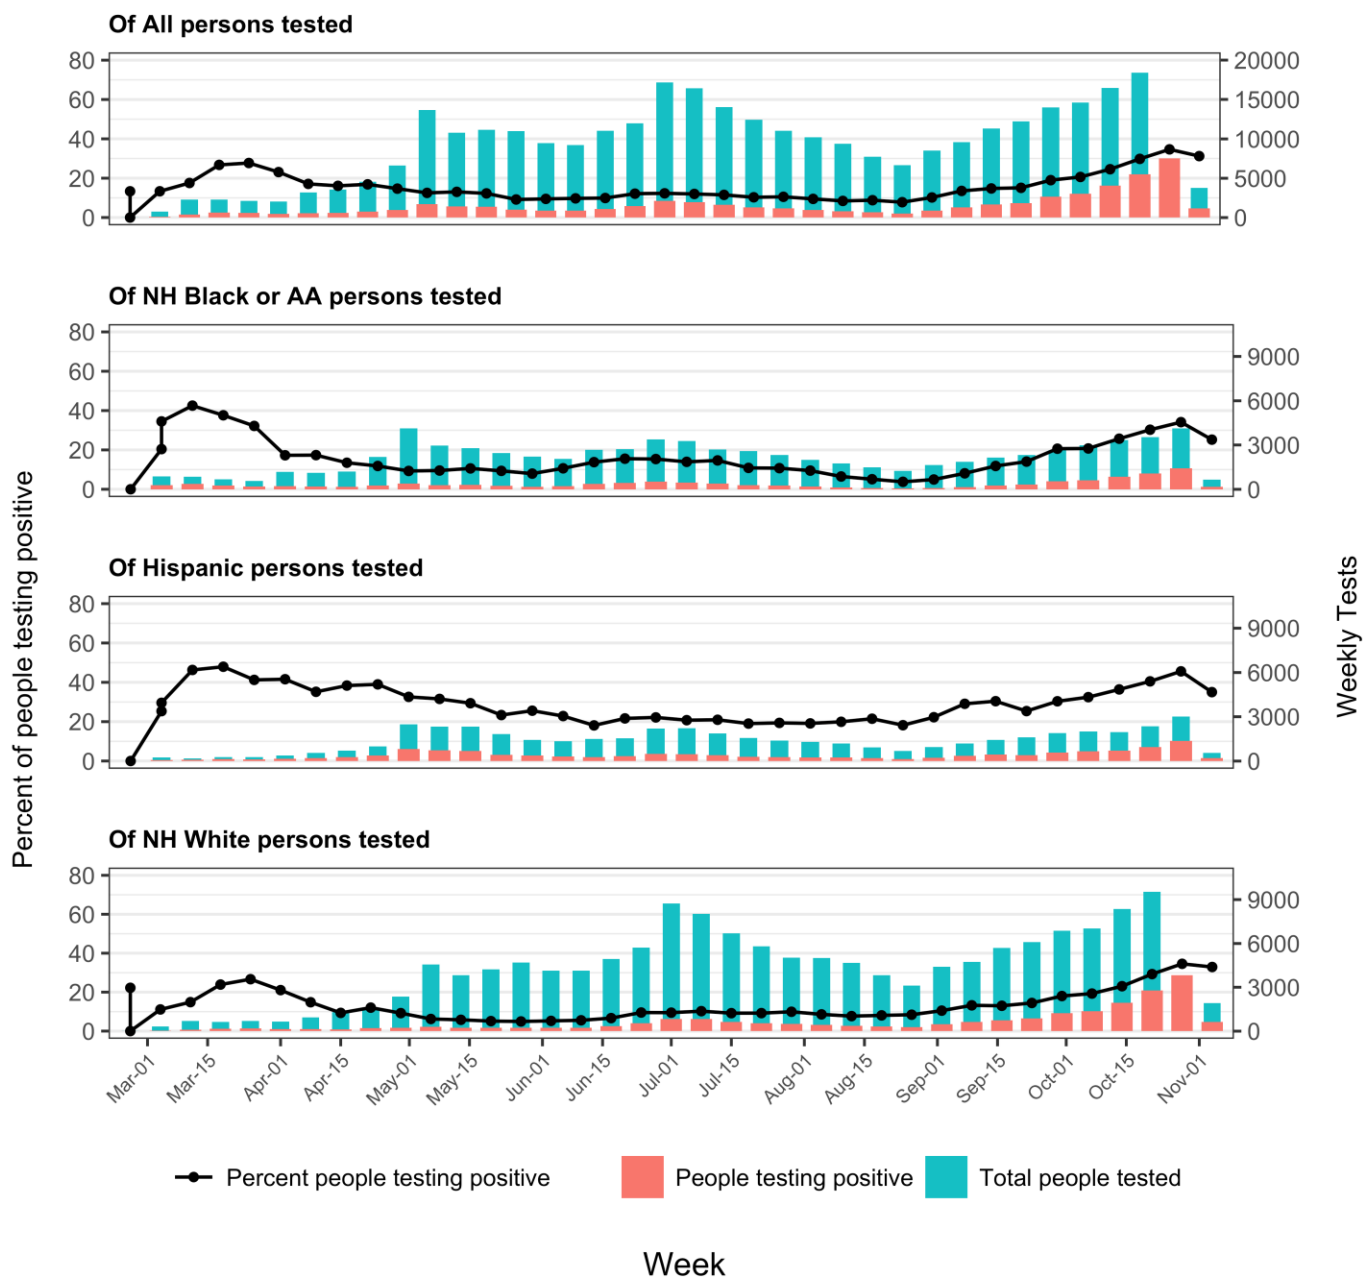 Of All persons tested
80
60
40
20
0
20000
15000
10000
5000
0
Of NH Black or AA persons tested
80
60
40
20
0
9000
6000
3000
0
Of Hispanic persons tested
80
60
40
20
0
9000
6000
3000
0
Of NH White persons tested
80
60
40
20
0
9000
6000
3000
0
Percent of people testing positive
Weekly Tests
Mar-01
Mar-15
Apr-01
Apr-15
May-01
May-15
Jun-01
Jun-15
Jul-01
Jul-15
Aug-01
Aug-15
Sep-01
Sep-15
Oct-01
Oct-15
Nov-01
Percent people testing positive
People testing positive
Total people tested
Week